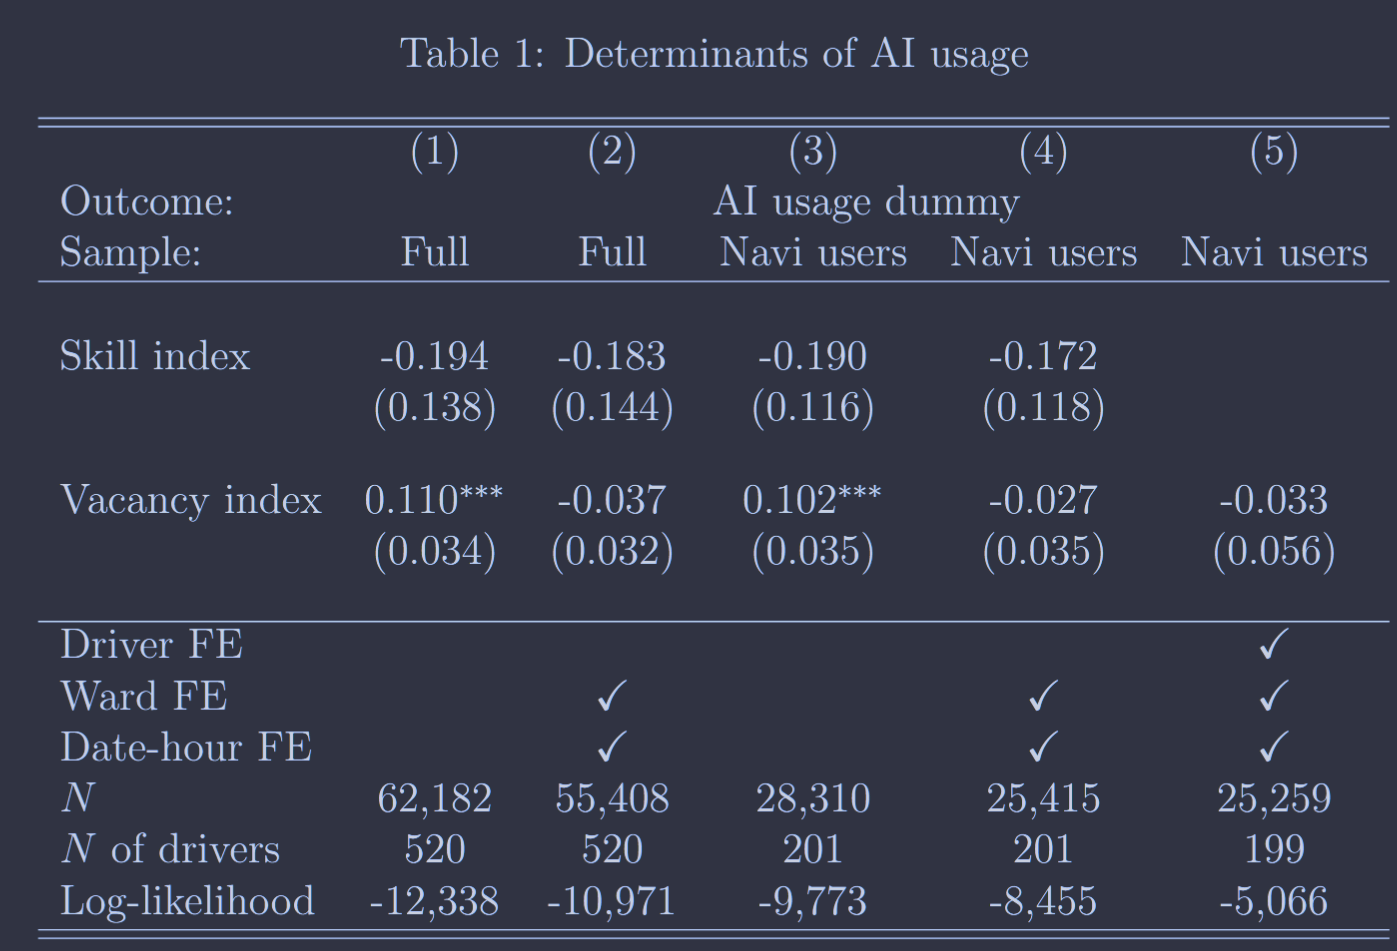 Table 1: Determinants of AI usage
(1) (2) (3) (4) (5)
Outcome: AI usage dummy
Sample: Full Full Navi users Navi users Navi users
Skill index -0.194 -0.183 -0.190 -0.172
(0.138) (0.144) (0.116) (0.118)
Vacancy index 0.110*** -0.037 0.102*** -0.027 -0.033
(0.034) (0.032) (0.035) (0.035) (0.056)
Driver FE ✓
Ward FE ✓ ✓ ✓
Date-hour FE ✓ ✓ ✓
N 62,182 55,408 28,310 25,415 25,259
N of drivers 520 520 201 201 199
Log-likelihood -12,338 -10,971 -9,773 -8,455 -5,066